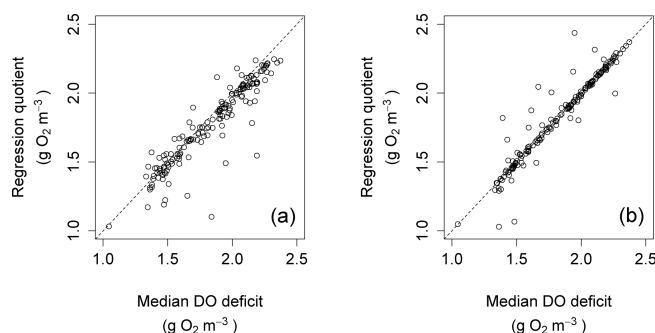 Regression quotient
(g O₂ m⁻³ )
2.5
2.0
1.5
1.0
(a)
1.0 1.5 2.0 2.5
Median DO deficit
(g O₂ m⁻³ )
Regression quotient
(g O₂ m⁻³ )
2.5
2.0
1.5
1.0
(b)
1.0 1.5 2.0 2.5
Median DO deficit
(g O₂ m⁻³ )